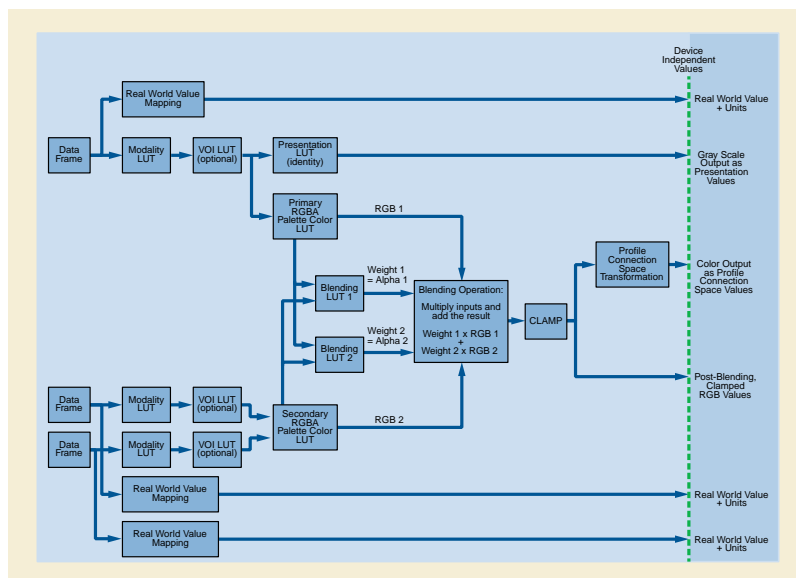 Device
Independent
Values
Real World Value
Mapping
Real World Value
+ Units
Data
Frame
Modality
LUT
VOI LUT
(optional)
Presentation
LUT
(identity)
Gray Scale
Output as
Presentation
Values
Primary
RGBA
Palette Color
LUT
RGB 1
Profile
Connection
Space
Transformation
Color Output
as Profile
Connection
Space Values
Weight 1
= Alpha 1
Blending
LUT 1
Blending Operation:
Multiply inputs and
add the result
Weight 1 x RGB 1
+
Weight 2 x RGB 2
CLAMP
Weight 2
= Alpha 2
Blending
LUT 2
Post-Blending,
Clamped
RGB Values
Data
Frame
Modality
LUT
VOI LUT
(optional)
Secondary
RGBA
Palette Color
LUT
RGB 2
Data
Frame
Modality
LUT
VOI LUT
(optional)
Real World Value
Mapping
Real World Value
+ Units
Real World Value
Mapping
Real World Value
+ Units